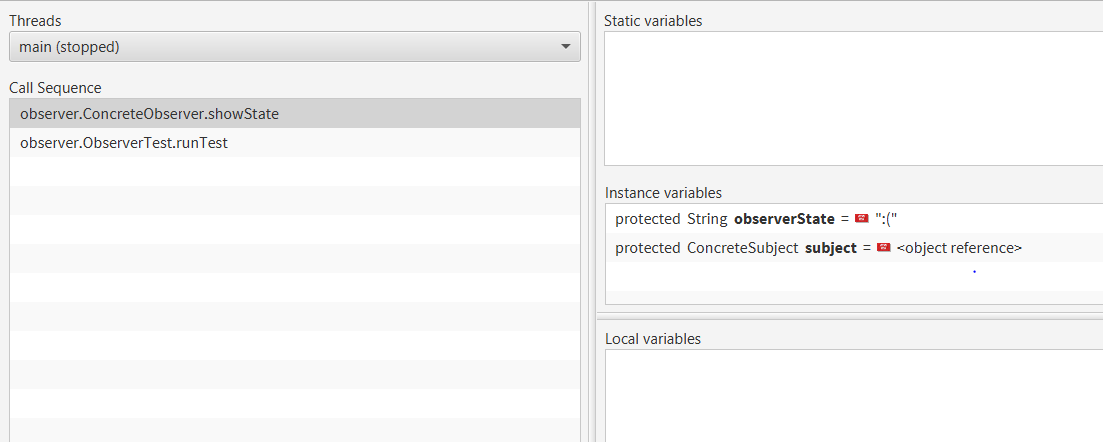 Threads
main (stopped)
Call Sequence
observer.ConcreteObserver.showState
observer.ObserverTest.runTest
Static variables
Instance variables
protected String observerState = ":("
protected ConcreteSubject subject = <object reference>
Local variables